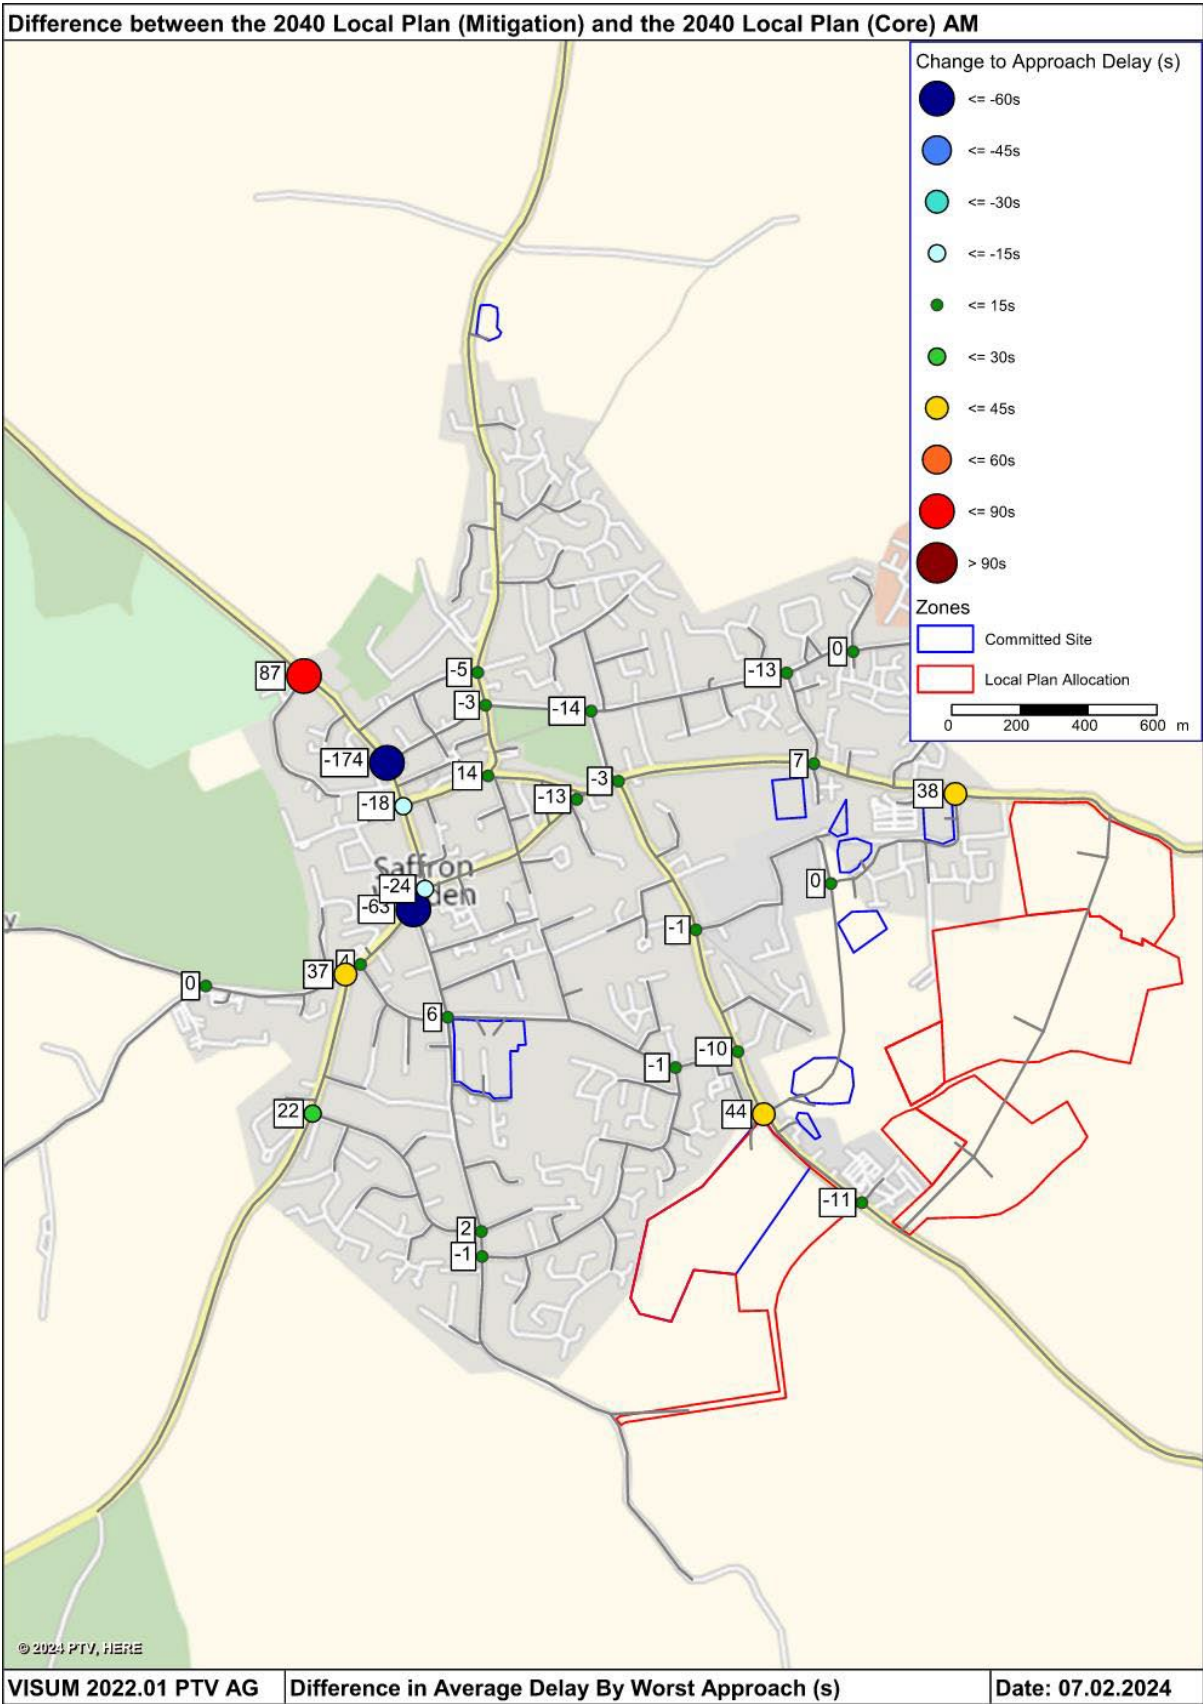 Difference between the 2040 Local Plan (Mitigation) and the 2040 Local Plan (Core) AM
Change to Approach Delay (s)
<= -60s
<= -45s
<= -30s
<= -15s
<= 15s
<= 30s
<= 45s
<= 60s
<= 90s
> 90s
Zones
Committed Site
Local Plan Allocation
0 200 400 600 m
0
-13
-5
87
-3
-14
-174
7
14
-3
38
-13
-18
Saffron
-24
0
-63
-1
4
37
0
6
-10
-1
22
44
-11
2
-1
© 2024 PTV, HERE
VISUM 2022.01 PTV AG
Difference in Average Delay By Worst Approach (s)
Date: 07.02.2024